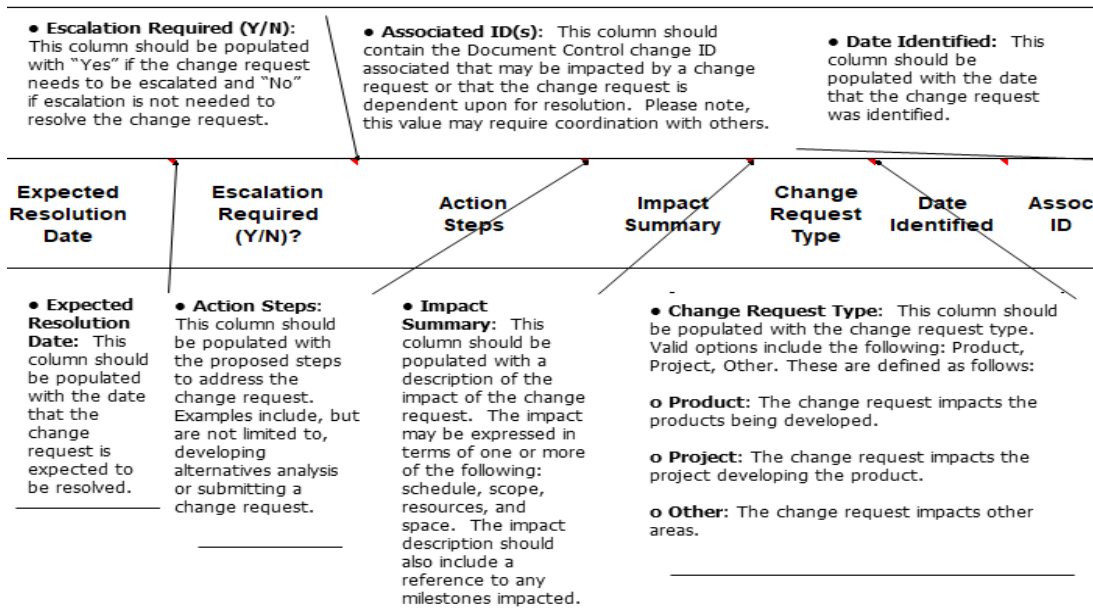 ● Escalation Required (Y/N):
This column should be populated
with “Yes” if the change request
needs to be escalated and “No”
if escalation is not needed to
resolve the change request.
● Associated ID(s): This column should
contain the Document Control change ID
associated that may be impacted by a change
request or that the change request is
dependent upon for resolution. Please note,
this value may require coordination with others.
● Date Identified: This
column should be
populated with the date
that the change request
was identified.
Expected
Resolution
Date
Escalation
Required
(Y/N)?
Action
Steps
Impact
Summary
Change
Request
Type
Date
Identified
Assoc
ID
● Expected
Resolution
Date: This
column should
be populated
with the date
that the
change
request is
expected to
be resolved.
● Action Steps:
This column should
be populated with
the proposed steps
to address the
change request.
Examples include, but
are not limited to,
developing
alternatives analysis
or submitting a
change request.
● Impact
Summary: This
column should be
populated with a
description of the
impact of the change
request. The impact
may be expressed in
terms of one or more
of the following:
schedule, scope,
resources, and
space. The impact
description should
also include a
reference to any
milestones impacted.
● Change Request Type: This column should
be populated with the change request type.
Valid options include the following: Product,
Project, Other. These are defined as follows:
o Product: The change request impacts the
products being developed.
o Project: The change request impacts the
project developing the product.
o Other: The change request impacts other
areas.